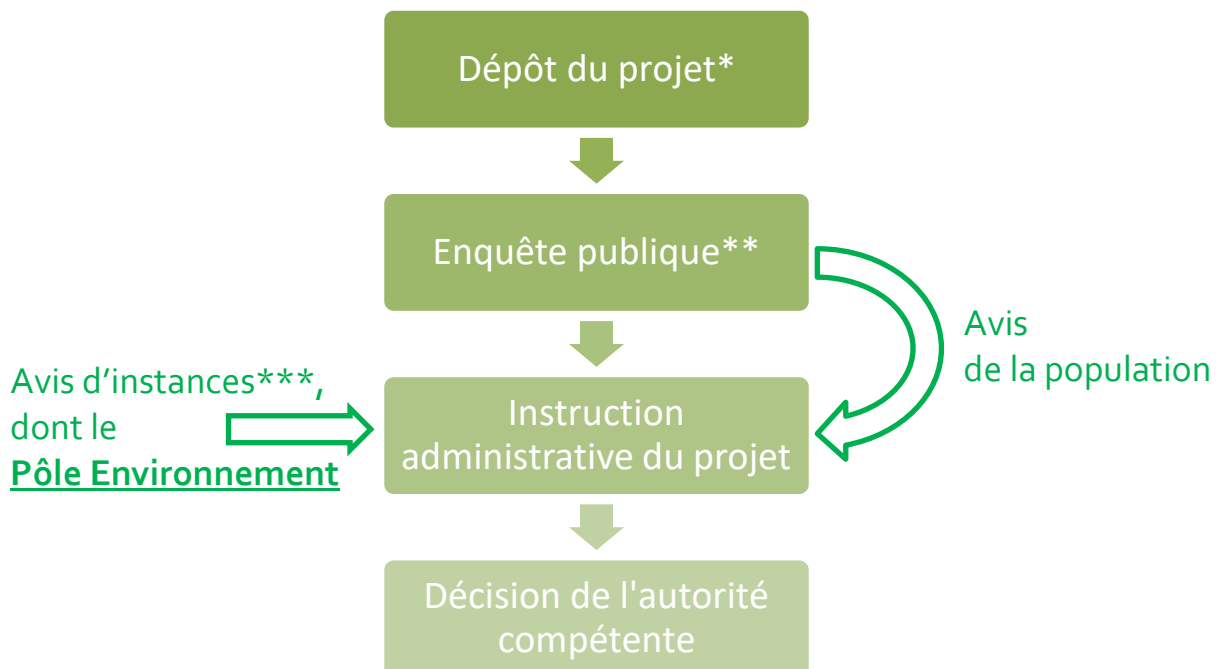 Dépôt du projet*
Enquête publique**
Avis
de la population
Avis d’instances***,
dont le
Pôle Environnement
Instruction
administrative du projet
Décision de l'autorité
compétente